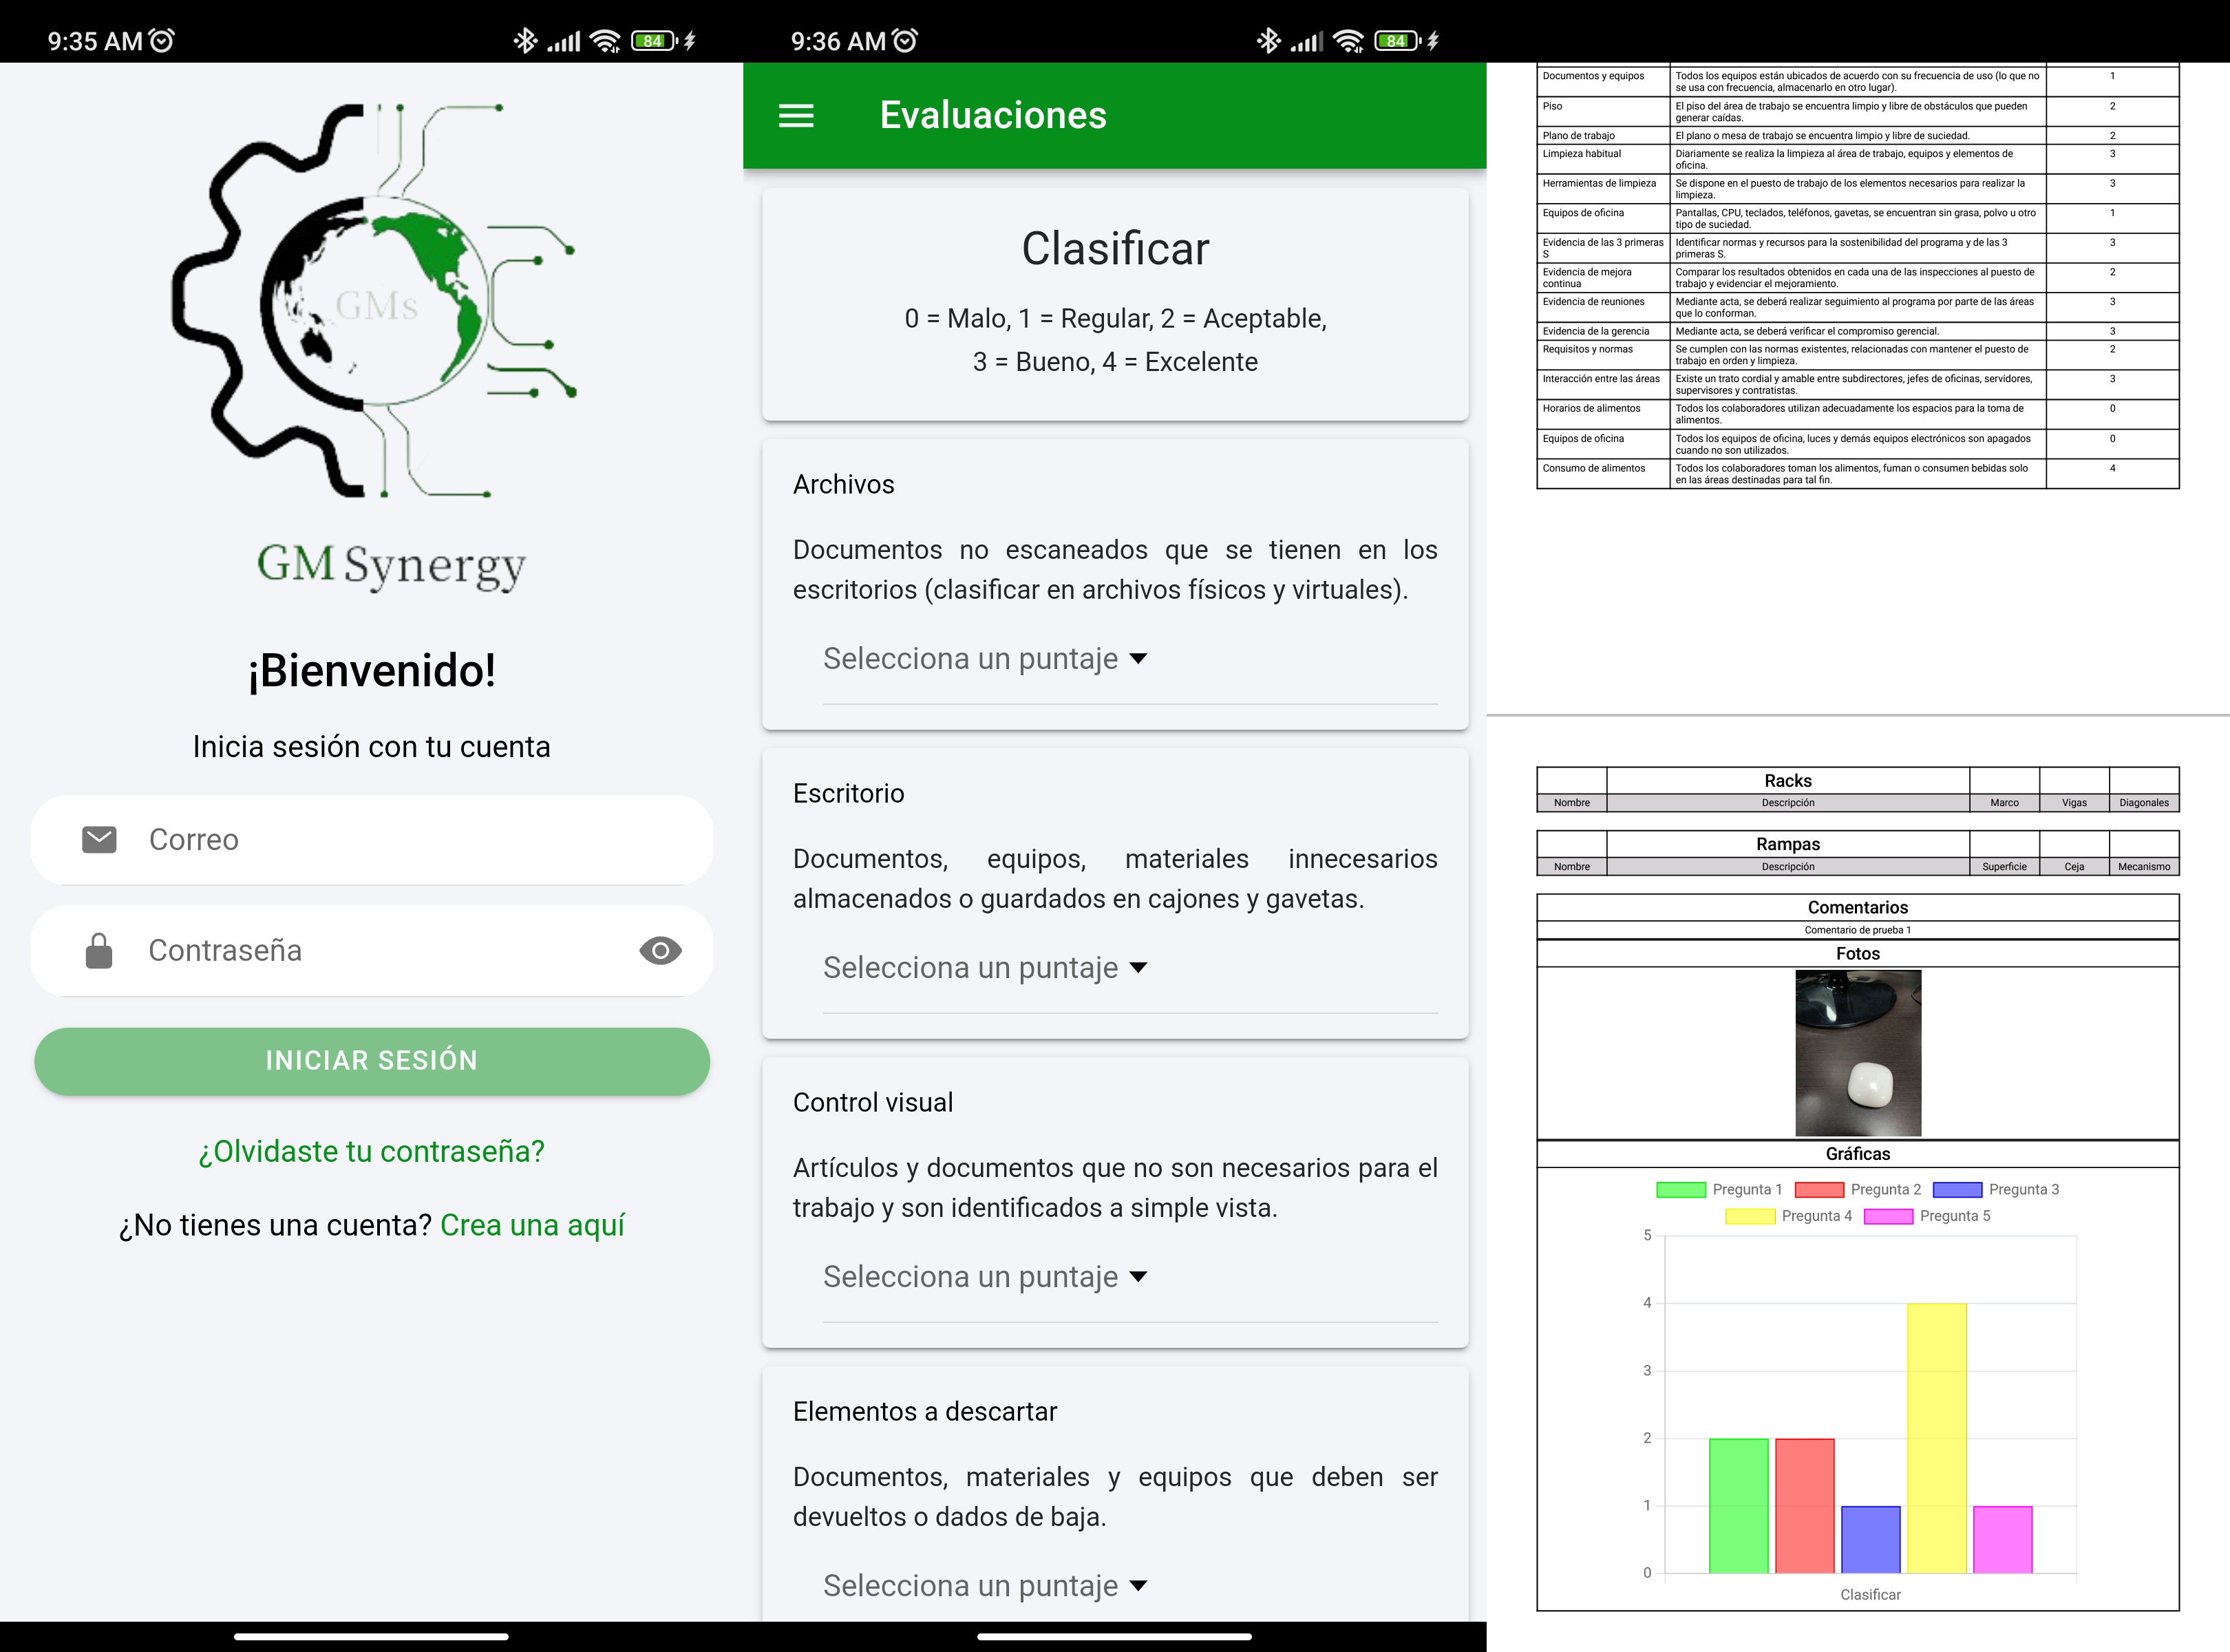 9:35 AM
84
GMs
GM Synergy
¡Bienvenido!
Inicia sesión con tu cuenta
Correo
Contraseña
INICIAR SESIÓN
¿Olvidaste tu contraseña?
¿No tienes una cuenta? Crea una aquí
9:36 AM
84
Evaluaciones
Clasificar
0 = Malo, 1 = Regular, 2 = Aceptable,
3 = Bueno, 4 = Excelente
Archivos
Documentos no escaneados que se tienen en los
escritorios (clasificar en archivos físicos y virtuales).
Selecciona un puntaje
Escritorio
Documentos, equipos, materiales innecesarios
almacenados o guardados en cajones y gavetas.
Selecciona un puntaje
Control visual
Artículos y documentos que no son necesarios para el
trabajo y son identificados a simple vista.
Selecciona un puntaje
Elementos a descartar
Documentos, materiales y equipos que deben ser
devueltos o dados de baja.
Selecciona un puntaje
Documentos y equipos Todos los equipos están ubicados de acuerdo con su frecuencia de uso (lo que no 1
se usa con frecuencia, almacenarlo en otro lugar).
Piso El piso del área de trabajo se encuentra limpio y libre de obstáculos que pueden 2
generar caídas.
Plano de trabajo El plano o mesa de trabajo se encuentra limpio y libre de suciedad. 2
Limpieza habitual Diariamente se realiza la limpieza al área de trabajo, equipos y elementos de 3
oficina.
Herramientas de limpieza Se dispone en el puesto de trabajo de los elementos necesarios para realizar la 3
limpieza.
Equipos de oficina Pantallas, CPU, teclados, teléfonos, gavetas, se encuentran sin grasa, polvo u otro 1
tipo de suciedad.
Evidencia de las 3 primeras Identificar normas y recursos para la sostenibilidad del programa y de las 3 3
S primeras S.
Evidencia de mejora Comparar los resultados obtenidos en cada una de las inspecciones al puesto de 2
continua trabajo y evidenciar el mejoramiento.
Evidencia de reuniones Mediante acta, se deberá realizar seguimiento al programa por parte de las áreas 3
que lo conforman.
Evidencia de la gerencia Mediante acta, se deberá verificar el compromiso gerencial. 3
Requisitos y normas Se cumplen con las normas existentes, relacionadas con mantener el puesto de 2
trabajo en orden y limpieza.
Interacción entre las áreas Existe un trato cordial y amable entre subdirectores, jefes de oficinas, servidores, 3
supervisores y contratistas.
Horarios de alimentos Todos los colaboradores utilizan adecuadamente los espacios para la toma de 0
alimentos.
Equipos de oficina Todos los equipos de oficina, luces y demás equipos electrónicos son apagados 0
cuando no son utilizados.
Consumo de alimentos Todos los colaboradores toman los alimentos, fuman o consumen bebidas solo 4
en las áreas destinadas para tal fin.
Racks
Nombre Descripción Marco Vigas Diagonales
Rampas
Nombre Descripción Superficie Ceja Mecanismo
Comentarios
Comentario de prueba 1
Fotos
Gráficas
Pregunta 1 Pregunta 2 Pregunta 3
Pregunta 4 Pregunta 5
5
4
3
2
1
0
Clasificar